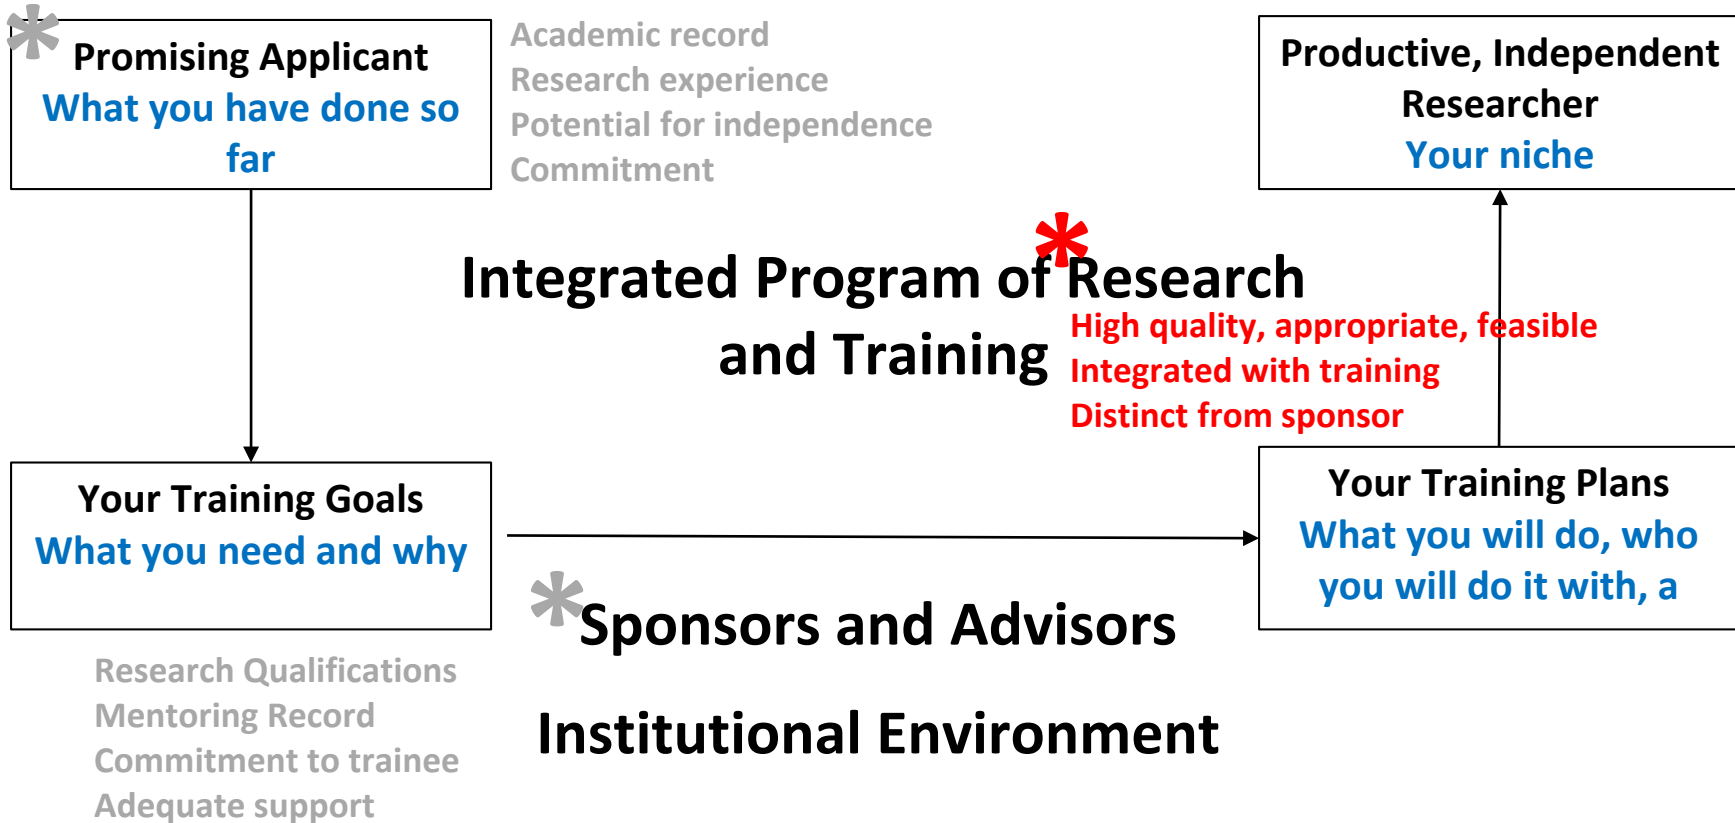 *
Promising Applicant
What you have done so
far
Academic record
Research experience
Potential for independence
Commitment
Productive, Independent
Researcher
Your niche
*
Integrated Program of Research
and Training
High quality, appropriate, feasible
Integrated with training
Distinct from sponsor
Your Training Goals
What you need and why
Your Training Plans
What you will do, who
you will do it with, a
*
Sponsors and Advisors
Research Qualifications
Mentoring Record
Commitment to trainee
Adequate support
Institutional Environment